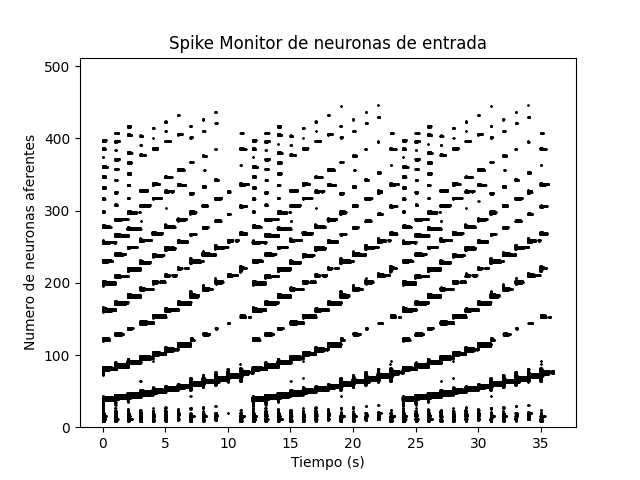 Spike Monitor de neuronas de entrada
500
400
300
200
100
0
Numero de neuronas aferentes
0 5 10 15 20 25 30 35
Tiempo (s)